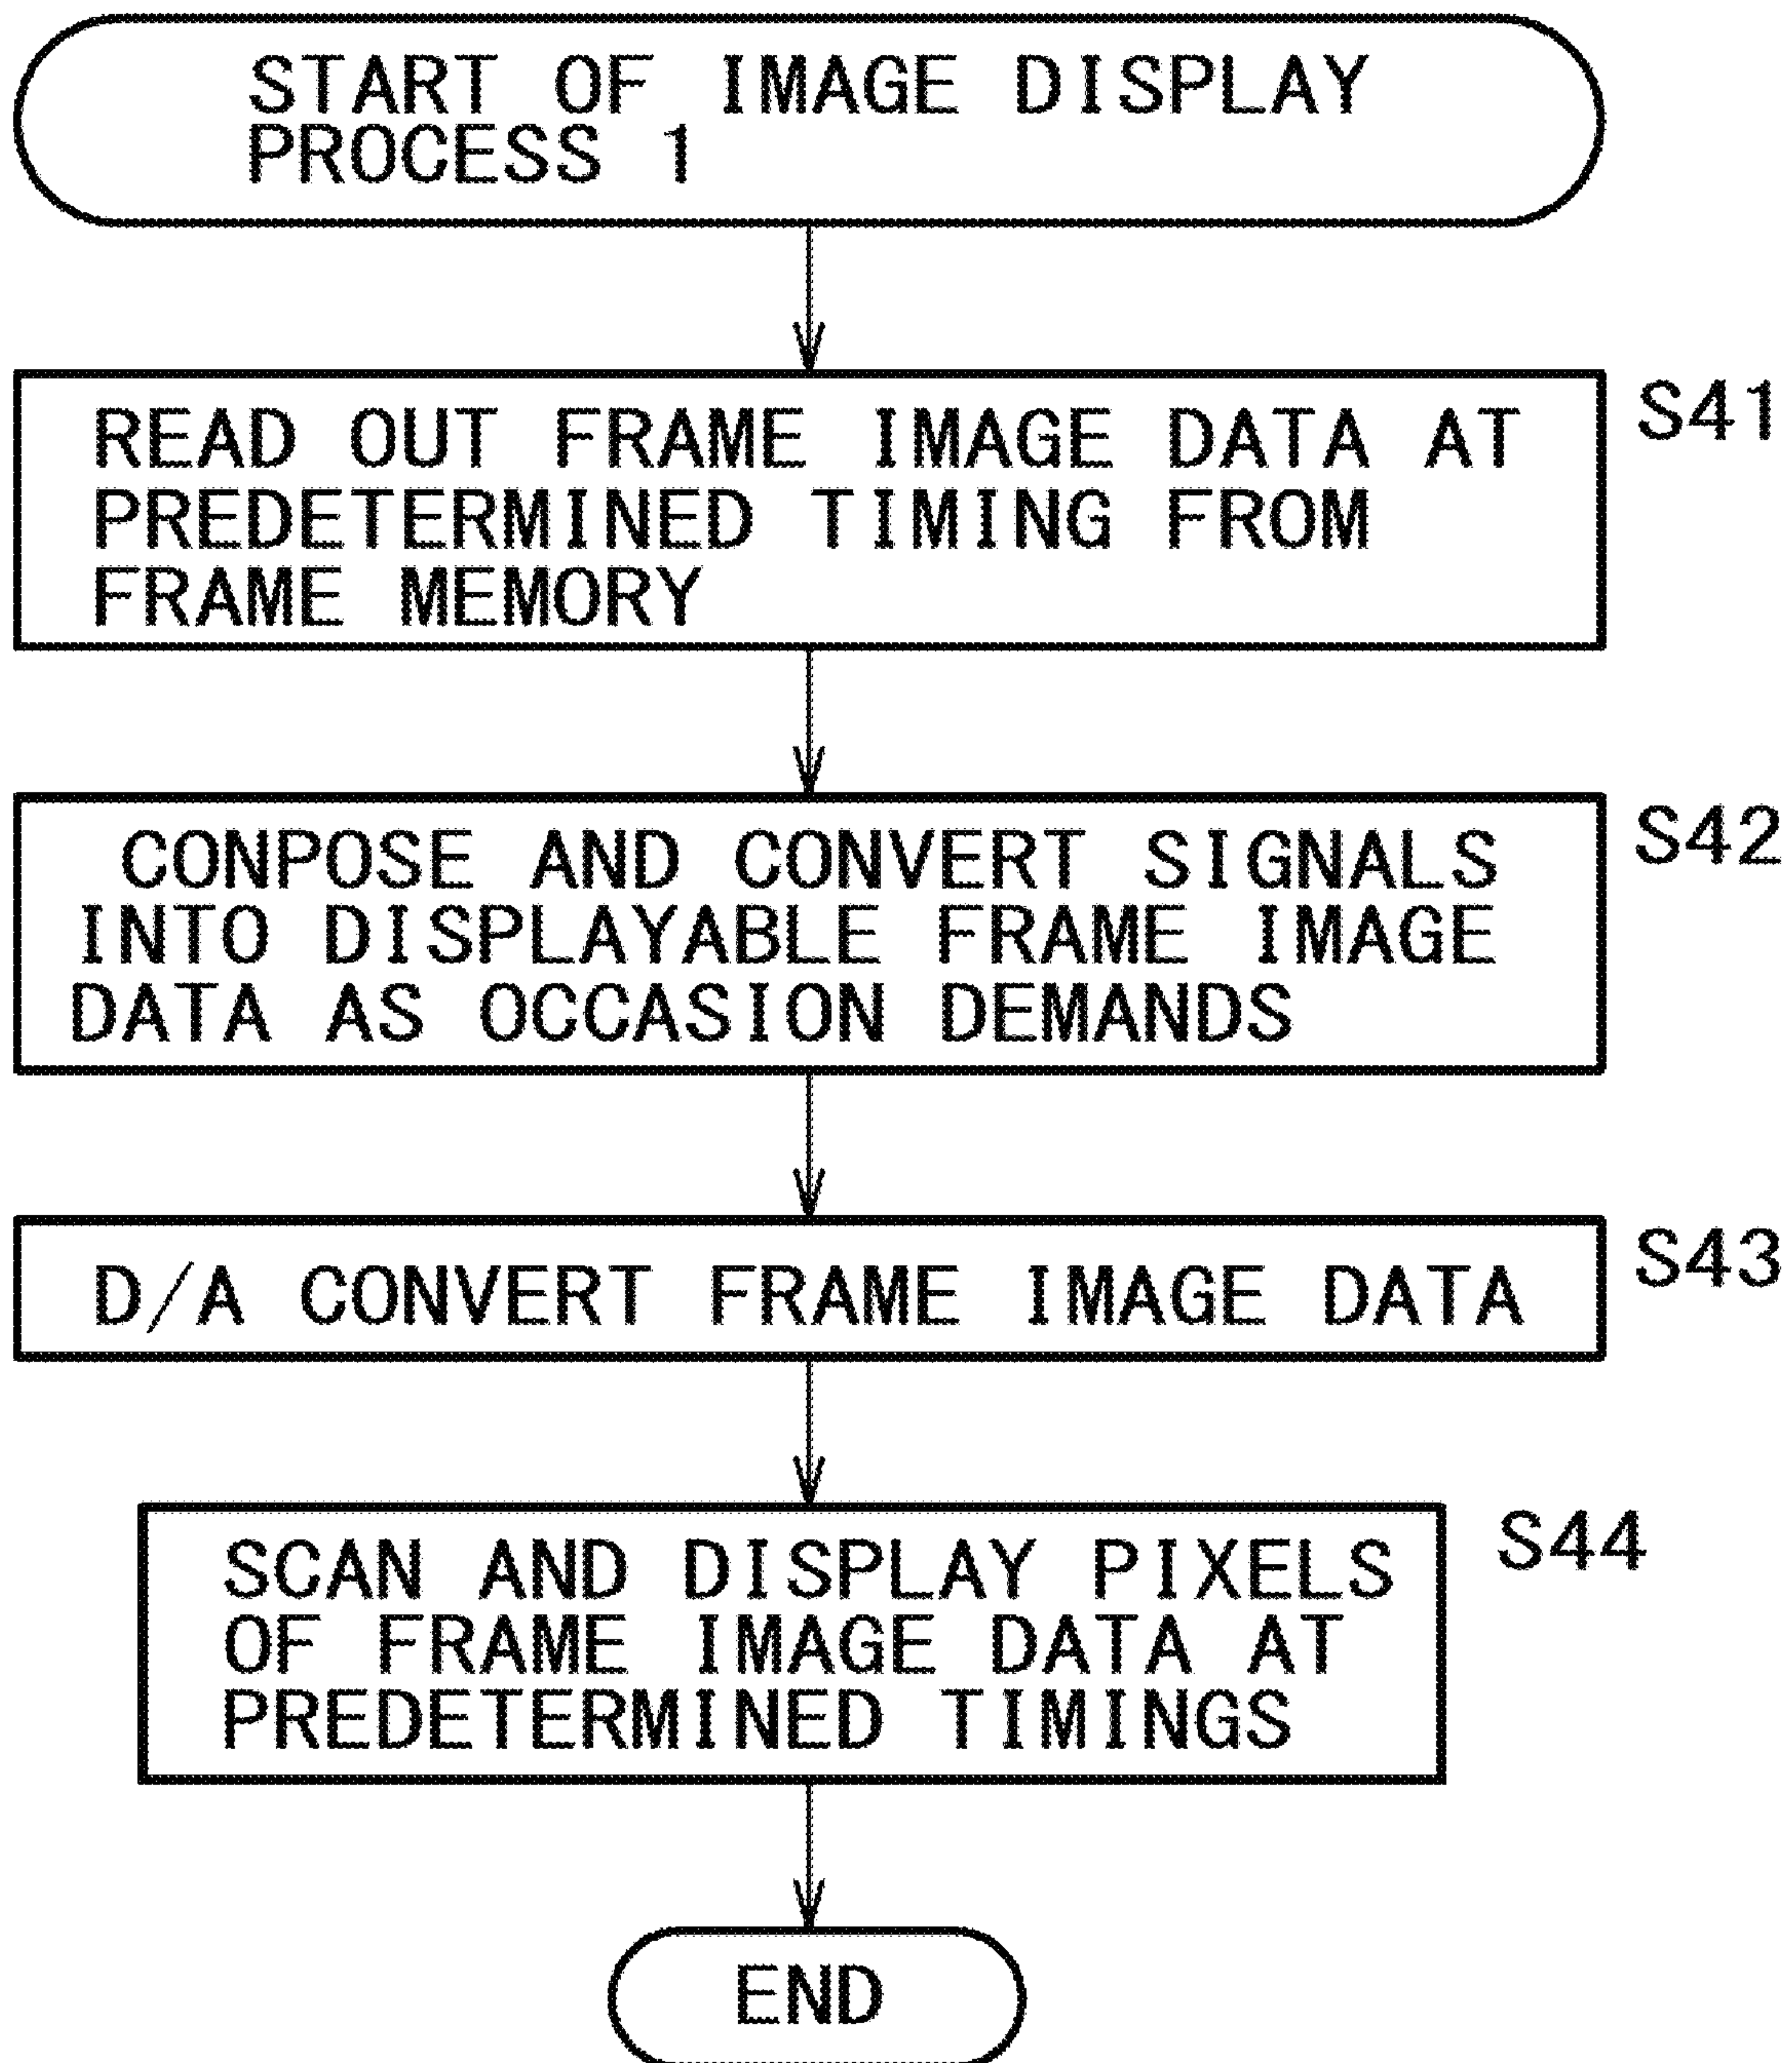 START OF IMAGE DISPLAY
PROCESS 1
S41
READ OUT FRAME IMAGE DATA AT
PREDETERMINED TIMING FROM
FRAME MEMORY
S42
CONPOSE AND CONVERT SIGNALS
INTO DISPLAYABLE FRAME IMAGE
DATA AS OCCASION DEMANDS
S43
D/A CONVERT FRAME IMAGE DATA
S44
SCAN AND DISPLAY PIXELS
OF FRAME IMAGE DATA AT
PREDETERMINED TIMINGS
END